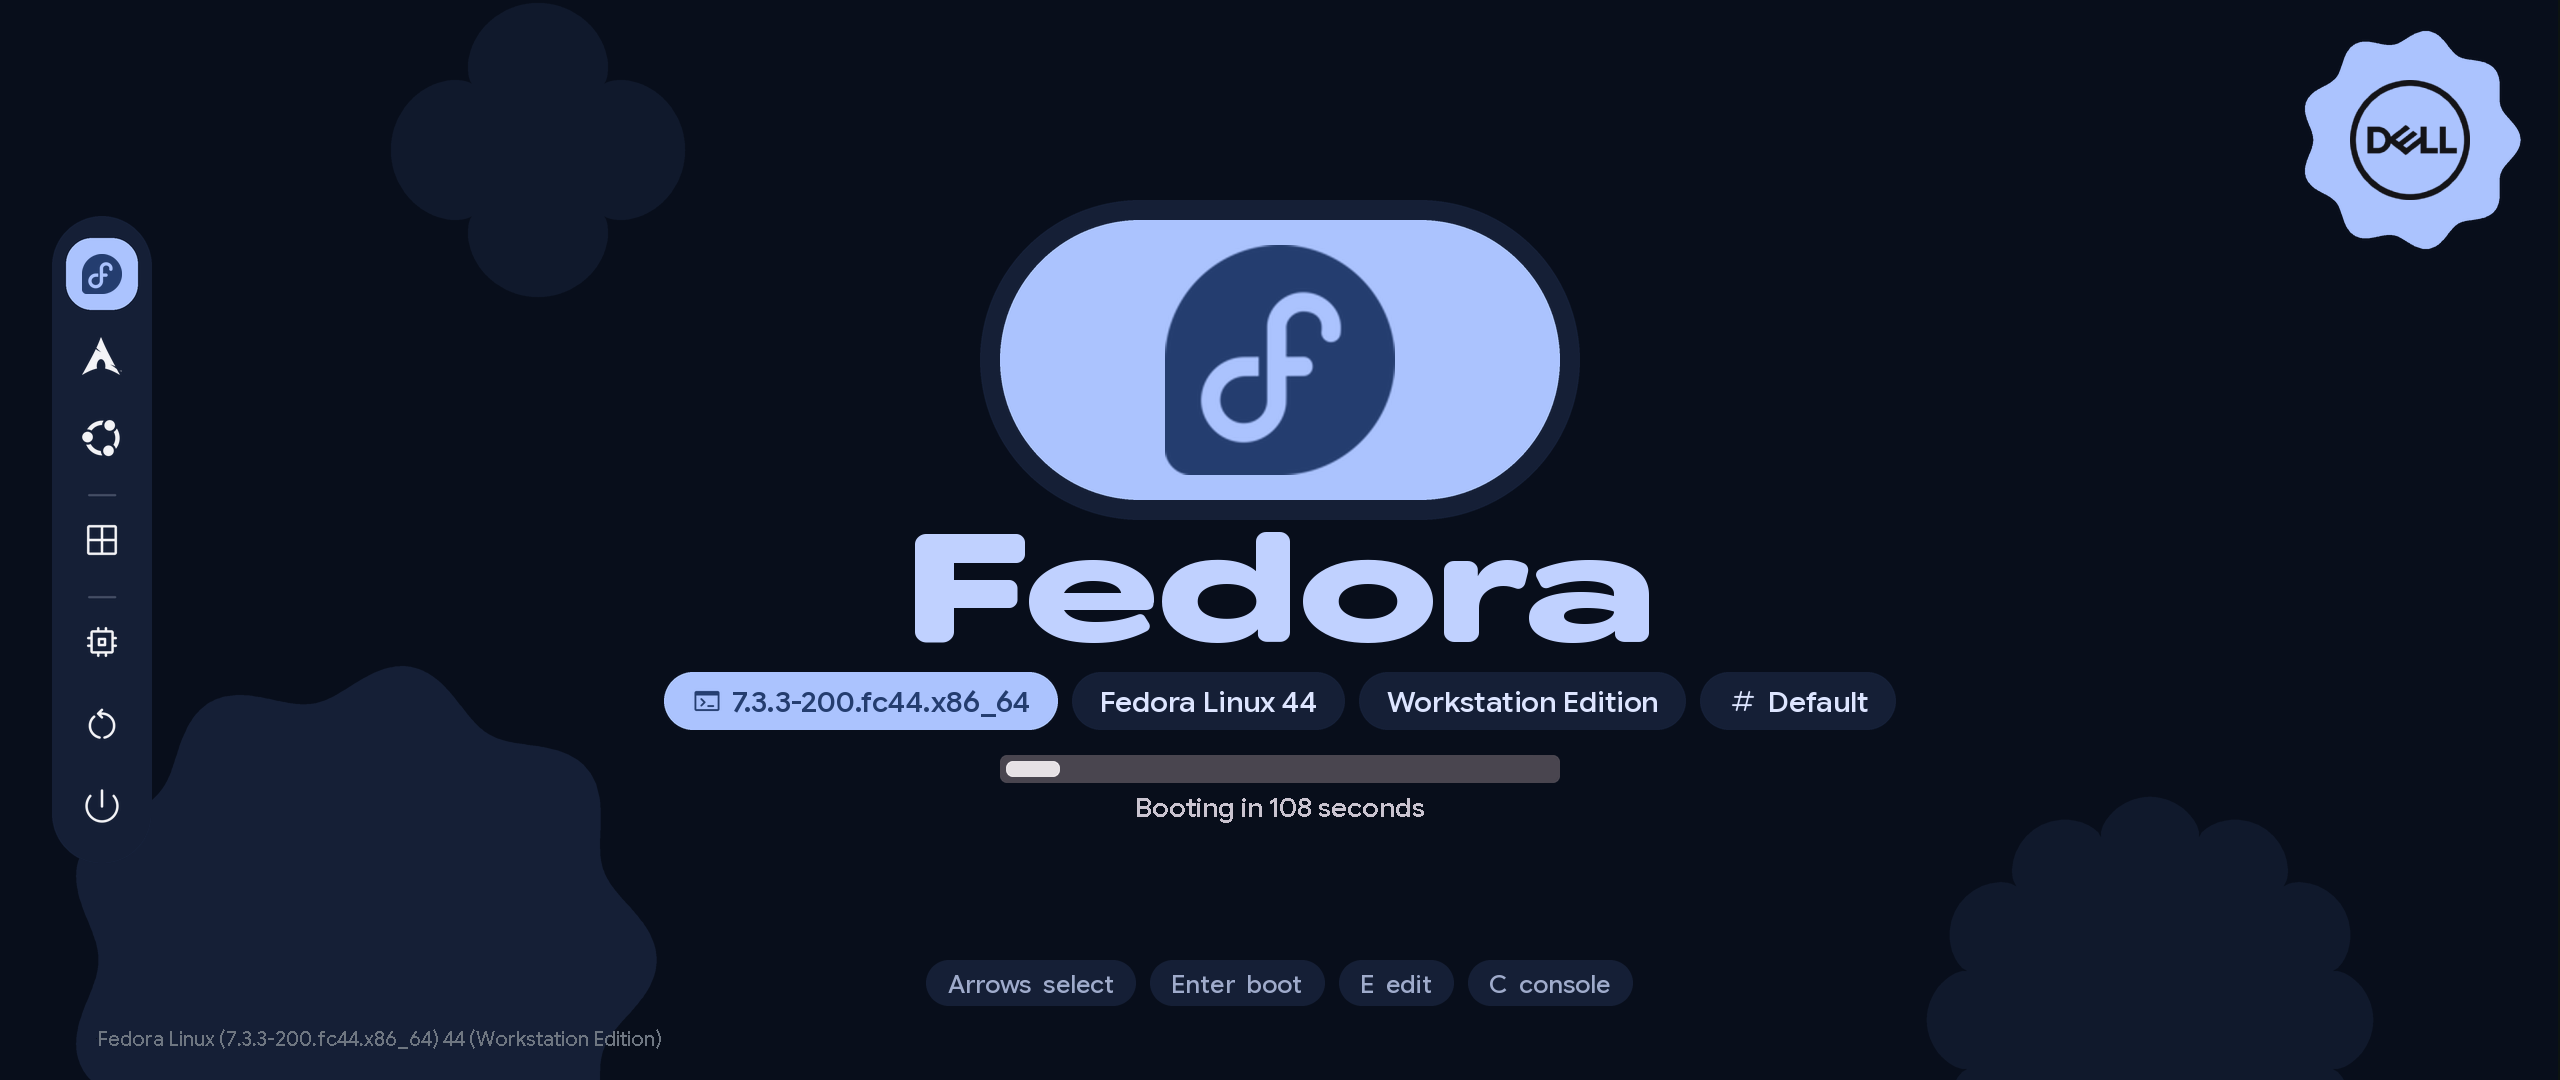 DELL
Fedora
7.3.3-200.fc44.x86_64 Fedora Linux 44 Workstation Edition # Default
Booting in 108 seconds
Arrows select Enter boot E edit C console
Fedora Linux (7.3.3-200.fc44.x86_64) 44 (Workstation Edition)